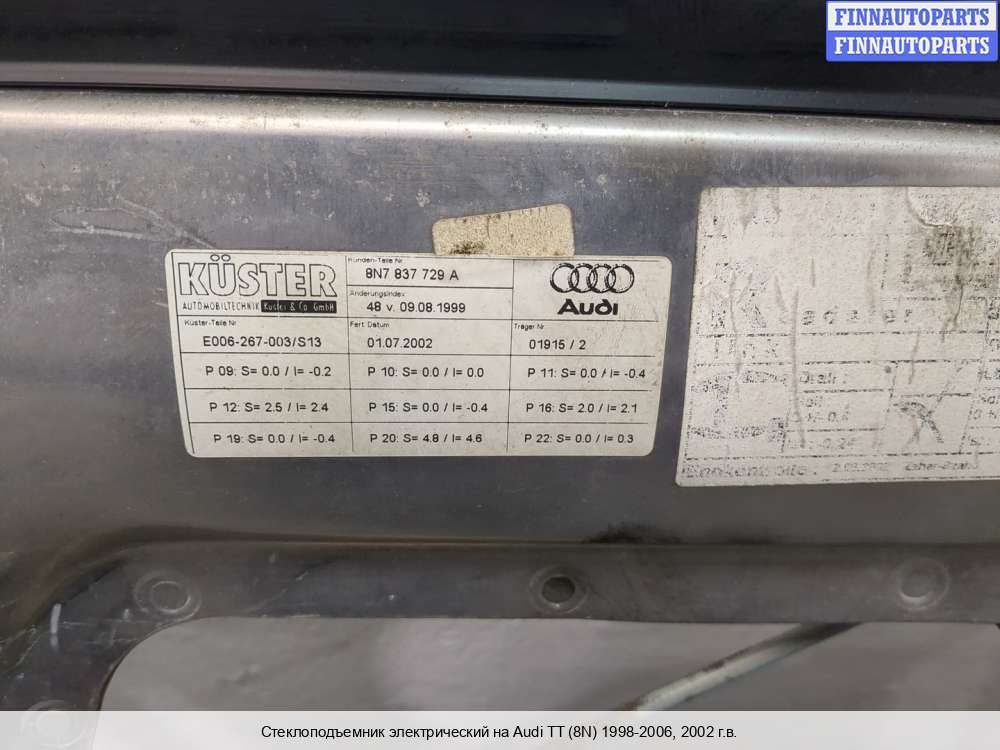 FINNAUTOPARTS
FINNAUTOPARTS
KÜSTER
AUTOMOBILTECHNIK Küster & Co. GmbH
Kunden-Teile Nr
8N7 837 729 A
Änderungsindex
48 v. 09.08.1999
Audi
Küster-Teile Nr
E006-267-003/S13
Fert. Datum
01.07.2002
Träger Nr
01915 / 2
P 09: S= 0.0 / I= -0.2
P 10: S= 0.0 / I= 0.0
P 11: S= 0.0 / I= -0.4
P 12: S= 2.5 / I= 2.4
P 15: S= 0.0 / I= -0.4
P 16: S= 2.0 / I= 2.1
P 19: S= 0.0 / I= -0.4
P 20: S= 4.8 / I= 4.6
P 22: S= 0.0 / I= 0.3
Стеклоподъемник электрический на Audi TT (8N) 1998-2006, 2002 г.в.